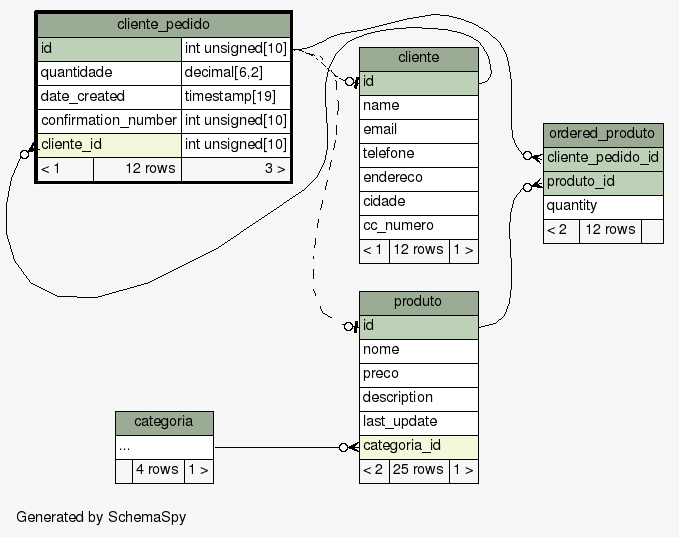 cliente_pedido
id int unsigned[10]
quantidade decimal[6,2]
date_created timestamp[19]
confirmation_number int unsigned[10]
cliente_id int unsigned[10]
< 1 12 rows 3 >
cliente
id
name
email
telefone
endereco
cidade
cc_numero
< 1 12 rows 1 >
ordered_produto
cliente_pedido_id
produto_id
quantity
< 2 12 rows
produto
id
nome
preco
description
last_update
categoria_id
< 2 25 rows 1 >
categoria
...
4 rows 1 >
Generated by SchemaSpy